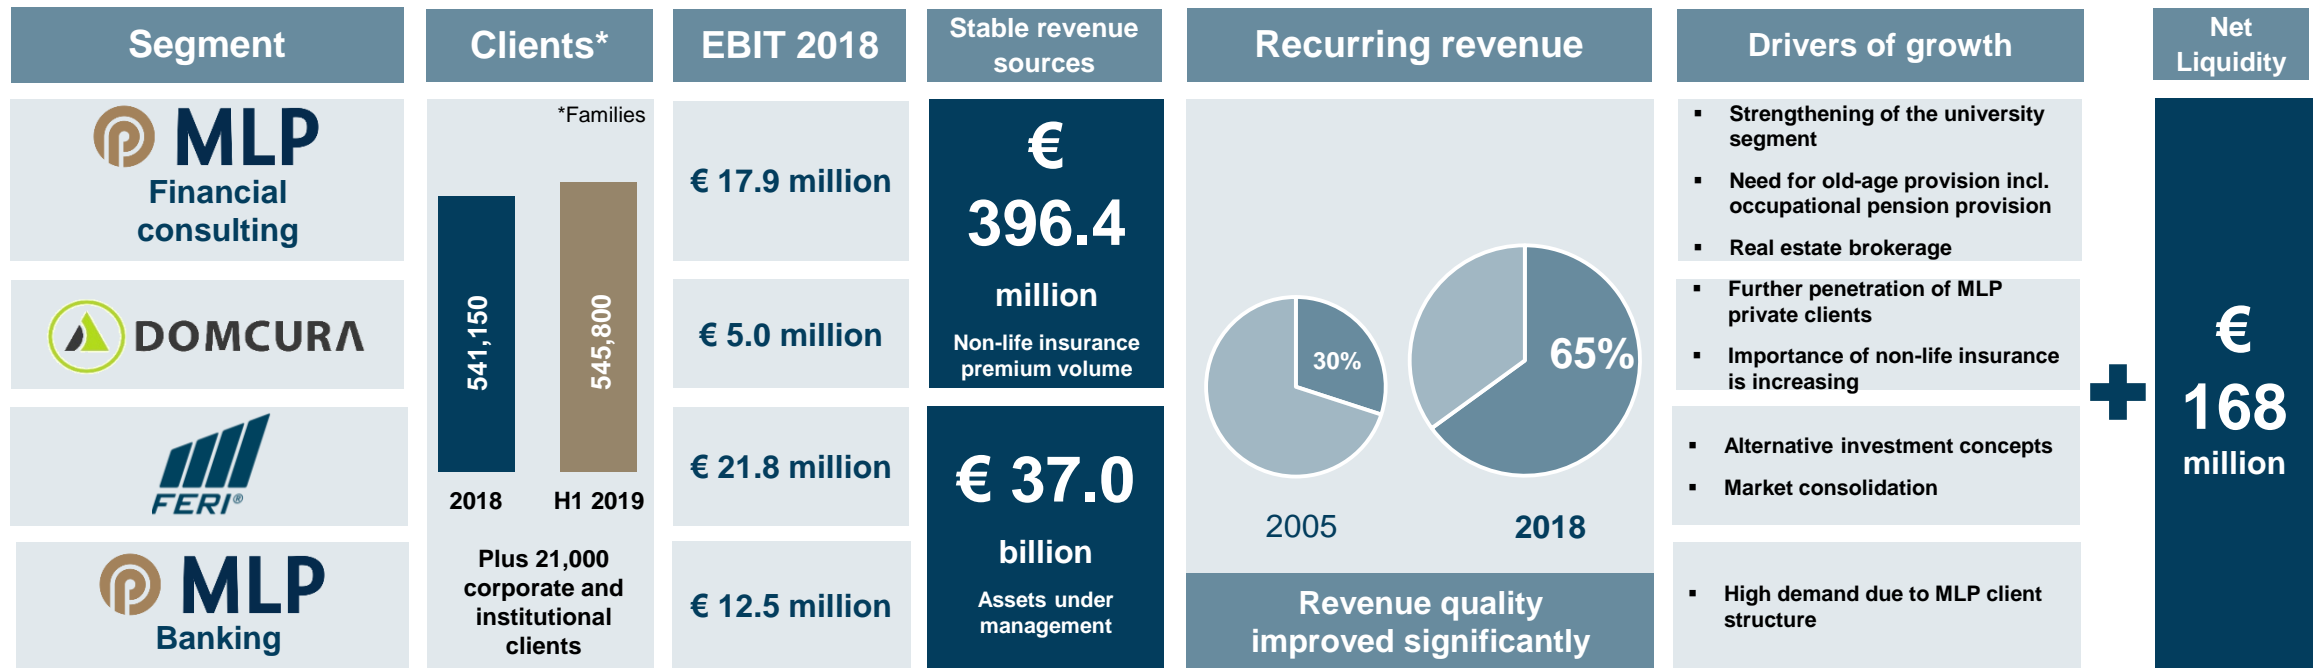 Segment
Clients*
EBIT 2018
Stable revenue
sources
Recurring revenue
Drivers of growth
Net
Liquidity
MLP
Financial
consulting
DOMCURA
FERI®
MLP
Banking
*Families
541,150
545,800
2018
H1 2019
Plus 21,000
corporate and
institutional
clients
€ 17.9 million
€ 5.0 million
€ 21.8 million
€ 12.5 million
€
396.4
million
Non-life insurance
premium volume
€ 37.0
billion
Assets under
management
30%
65%
2005
2018
Revenue quality
improved significantly
▪ Strengthening of the university
segment
▪ Need for old-age provision incl.
occupational pension provision
▪ Real estate brokerage
▪ Further penetration of MLP
private clients
▪ Importance of non-life insurance
is increasing
▪ Alternative investment concepts
▪ Market consolidation
▪ High demand due to MLP client
structure
€
168
million